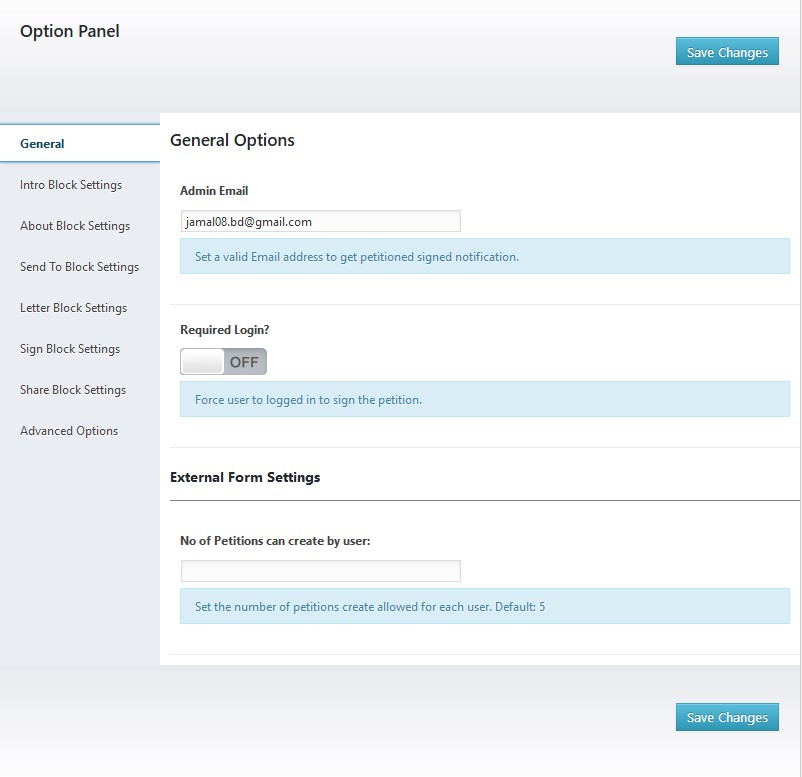 Option Panel
Save Changes
General
Intro Block Settings
About Block Settings
Send To Block Settings
Letter Block Settings
Sign Block Settings
Share Block Settings
Advanced Options
General Options
Admin Email
jamal08.bd@gmail.com
Set a valid Email address to get petitioned signed notification.
Required Login?
OFF
Force user to logged in to sign the petition.
External Form Settings
No of Petitions can create by user:
Set the number of petitions create allowed for each user. Default: 5
Save Changes